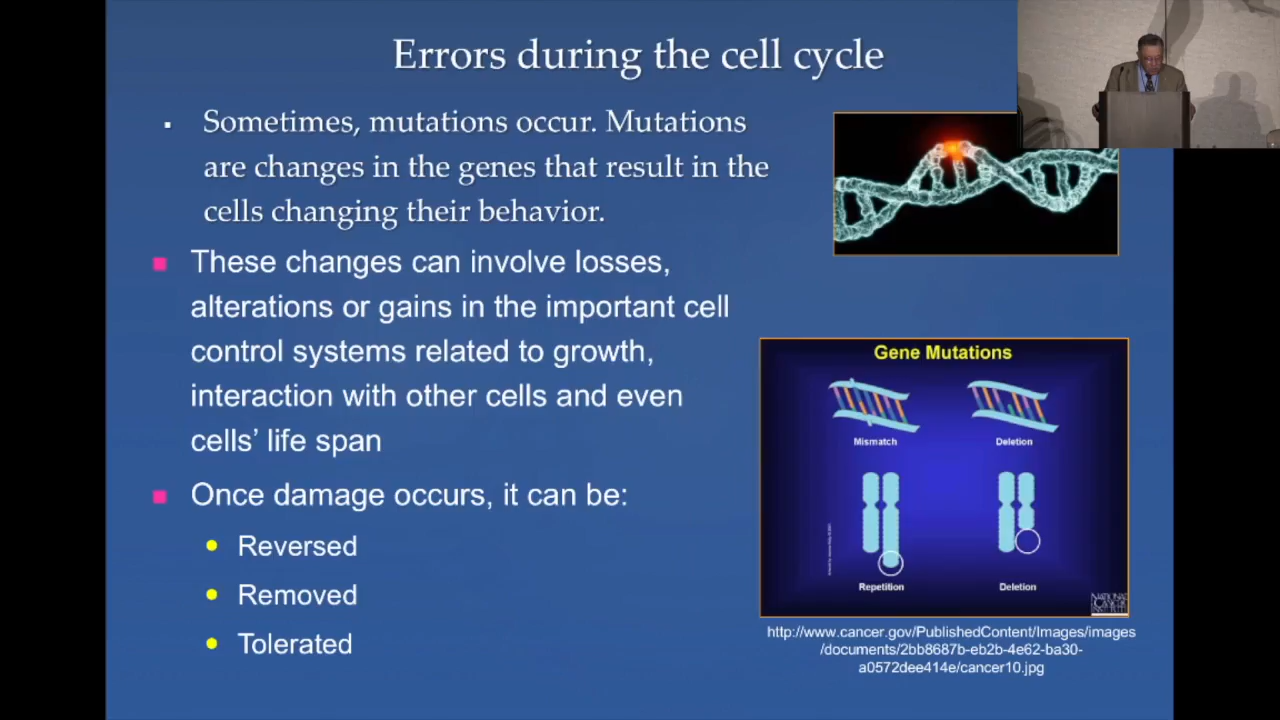 Errors during the cell cycle
Sometimes, mutations occur. Mutations
are changes in the genes that result in the
cells changing their behavior.
These changes can involve losses,
alterations or gains in the important cell
control systems related to growth,
interaction with other cells and even
cells’ life span
Once damage occurs, it can be:
Reversed
Removed
Tolerated
Gene Mutations
Mismatch
Deletion
Repetition
Deletion
NATIONAL
CANCER
INSTITUTE
http://www.cancer.gov/PublishedContent/Images/images
/documents/2bb8687b-eb2b-4e62-ba30-
a0572dee414e/cancer10.jpg